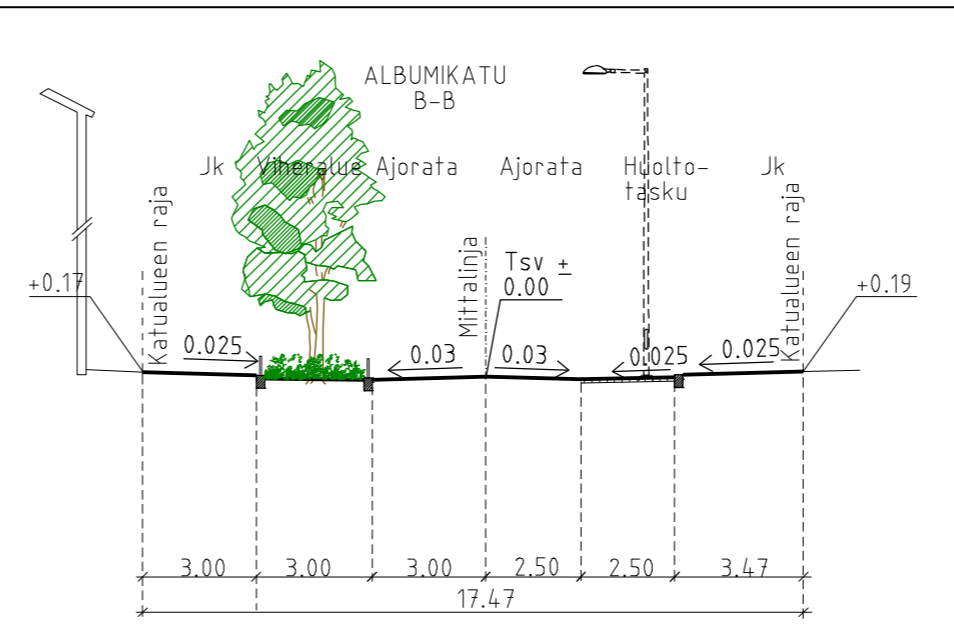 ALBUMIKATU
B-B
Jk
Viheralue
Ajorata
Ajorata
Huolto-
tasku
Jk
Katualueen raja
Mittalinja
Katualueen raja
+0.17
Tsv ±
0.00
+0.19
0.025
0.03
0.03
0.025
0.025
3.00
3.00
3.00
2.50
2.50
3.47
17.47